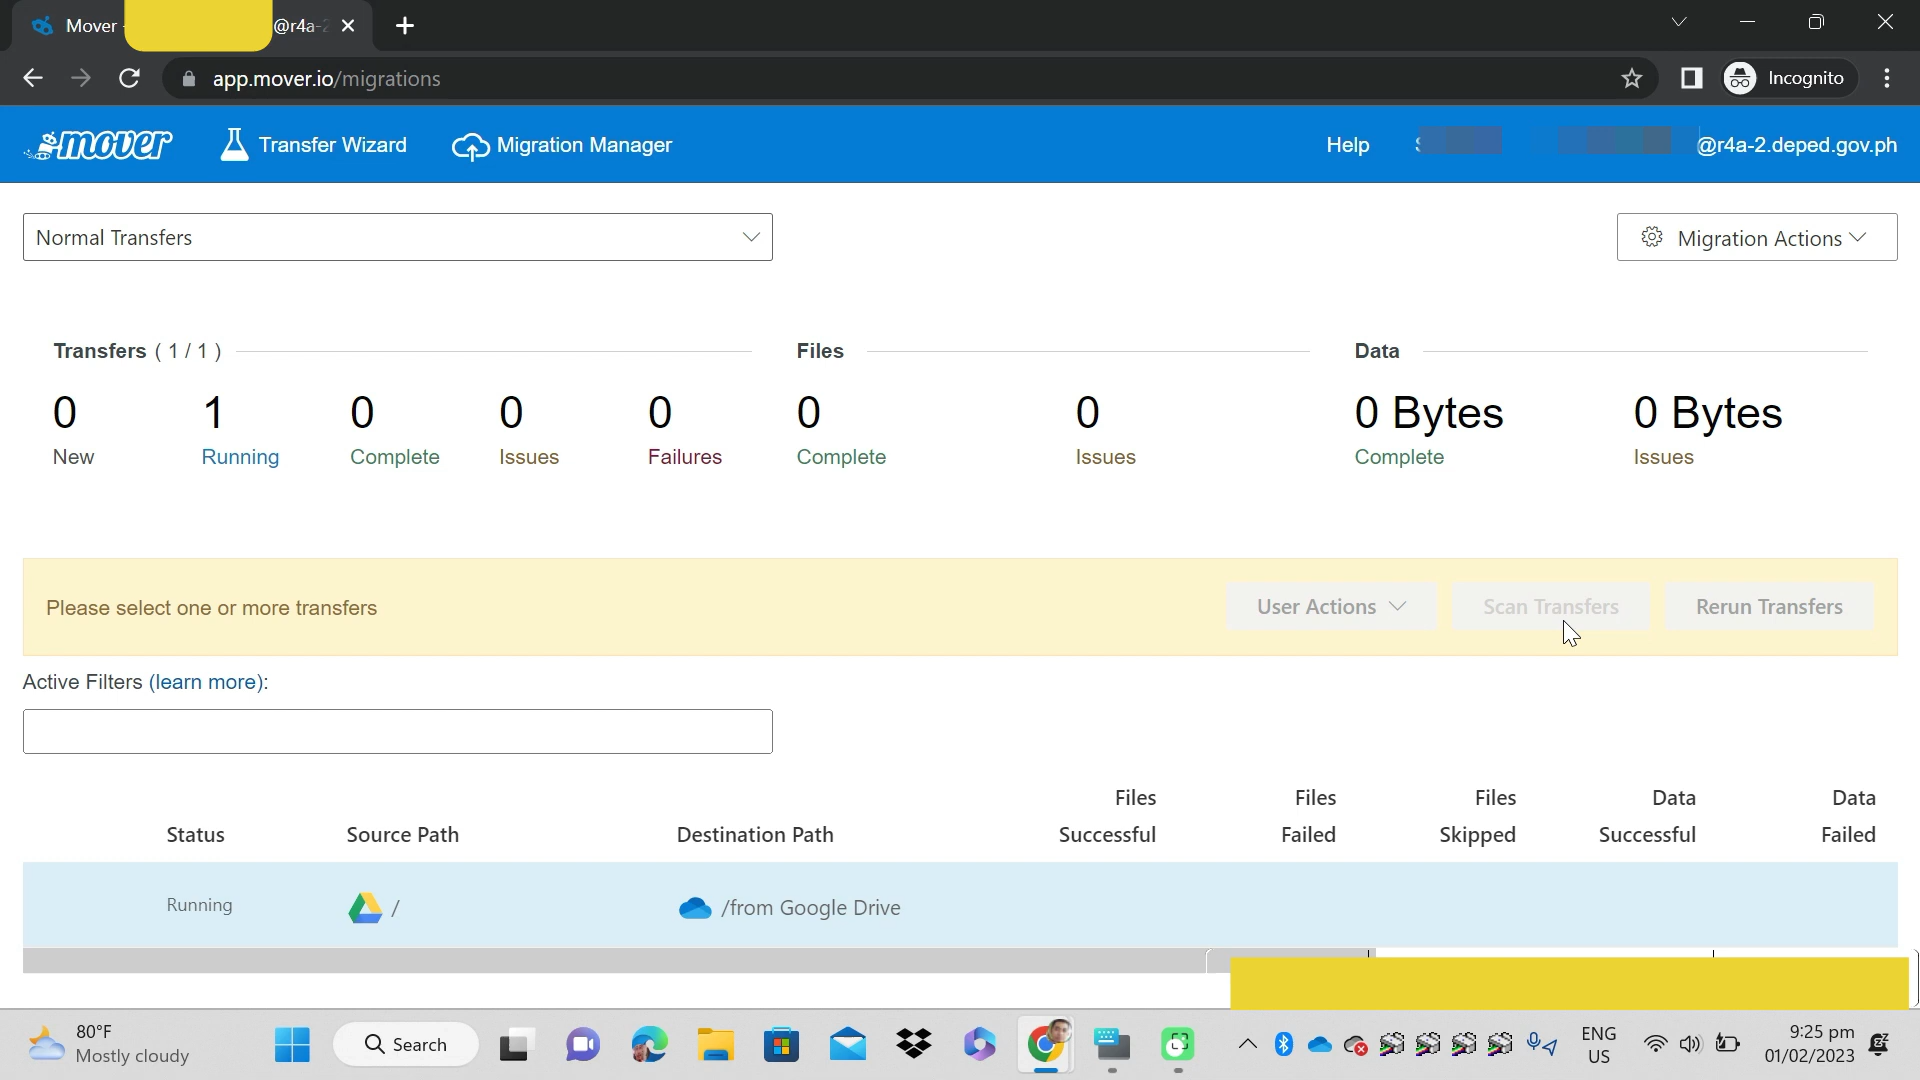 Mover - @r4a-2
app.mover.io/migrations
Incognito
mover
Transfer Wizard
Migration Manager
Help
@r4a-2.deped.gov.ph
Normal Transfers
Migration Actions
Transfers ( 1 / 1 )
Files
Data
0 1 0 0 0 0 0 0 Bytes 0 Bytes
New Running Complete Issues Failures Complete Issues Complete Issues
Please select one or more transfers
User Actions
Scan Transfers
Rerun Transfers
Active Filters (learn more):
Files Files Files Data Data
Status Source Path Destination Path Successful Failed Skipped Successful Failed
Running / /from Google Drive
80°F
Mostly cloudy
Search
ENG
US
9:25 pm
01/02/2023